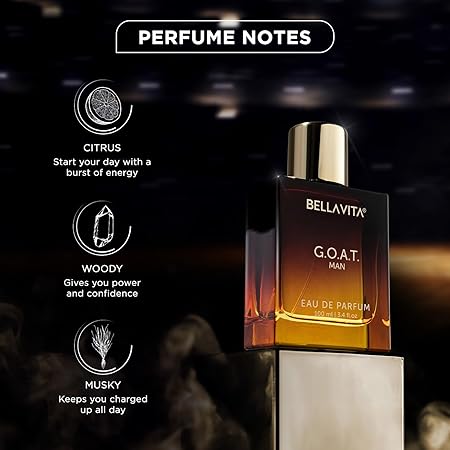 PERFUME NOTES
CITRUS
Start your day with a
burst of energy
WOODY
Gives you power
and confidence
MUSKY
Keeps you charged
up all day
BELLAVITA®
G.O.A.T.
MAN
EAU DE PARFUM
100 ml | 3.4 fl.oz